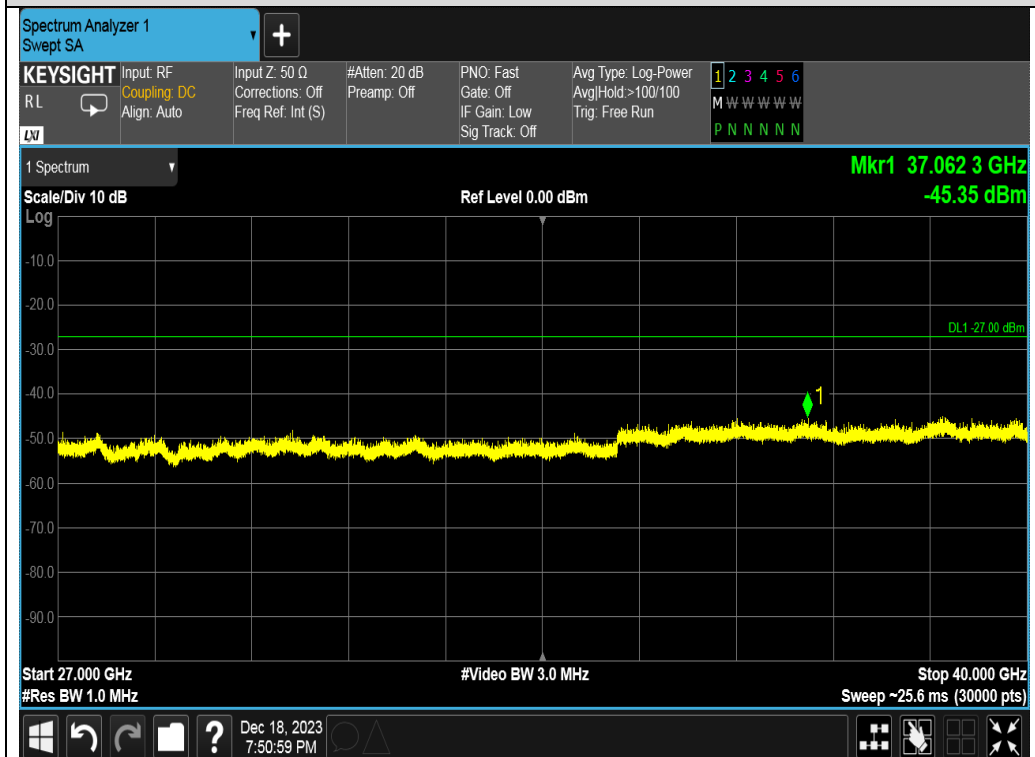 Spectrum Analyzer 1
Swept SA
+
KEYSIGHT
RL
LXI
Input: RF
Coupling: DC
Align: Auto
Input Z: 50 Ω
Corrections: Off
Freq Ref: Int (S)
#Atten: 20 dB
Preamp: Off
PNO: Fast
Gate: Off
IF Gain: Low
Sig Track: Off
Avg Type: Log-Power
Avg|Hold:>100/100
Trig: Free Run
1 2 3 4 5 6
M W W W W W
P N N N N N
1 Spectrum
Mkr1 37.062 3 GHz
-45.35 dBm
Scale/Div 10 dB
Ref Level 0.00 dBm
Log
-10.0
-20.0
DL1 -27.00 dBm
-30.0
-40.0
1
-50.0
-60.0
-70.0
-80.0
-90.0
Start 27.000 GHz
#Video BW 3.0 MHz
Stop 40.000 GHz
#Res BW 1.0 MHz
Sweep ~25.6 ms (30000 pts)
?
Dec 18, 2023
7:50:59 PM